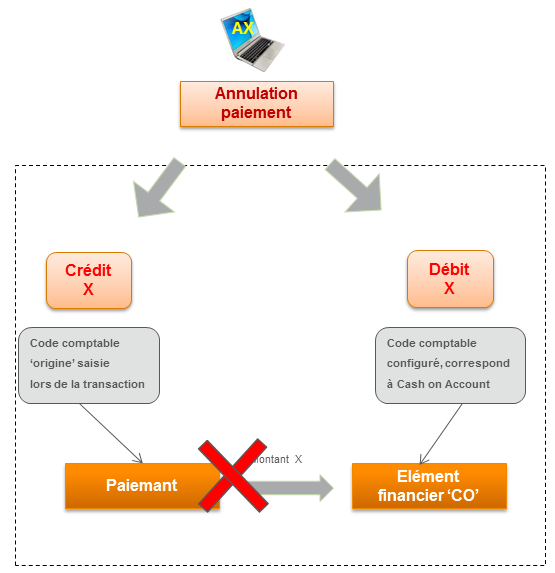 AX
Annulation
paiement
Crédit
X
Débit
X
Code comptable
‘origine’ saisie
lors de la transaction
Code comptable
configuré, correspond
à Cash on Account
X
Paiemant
Elément
financier ‘CO’